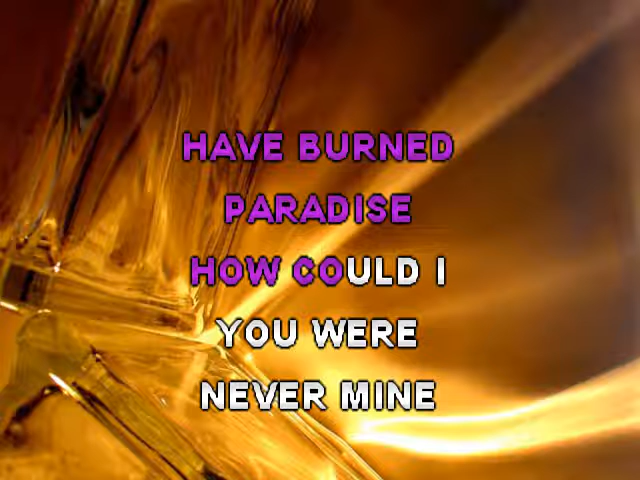 HAVE BURNED
PARADISE
HOW COULD I
YOU WERE
NEVER MINE